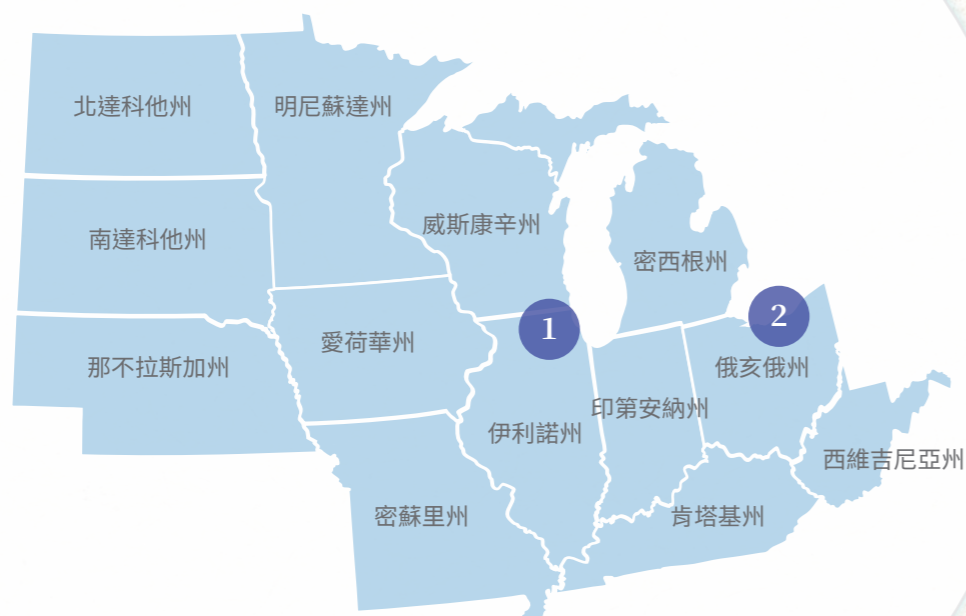 北達科他州
明尼蘇達州
威斯康辛州
南達科他州
密西根州
1
2
愛荷華州
那不拉斯加州
俄亥俄州
印第安納州
伊利諾州
西維吉尼亞州
密蘇里州
肯塔基州